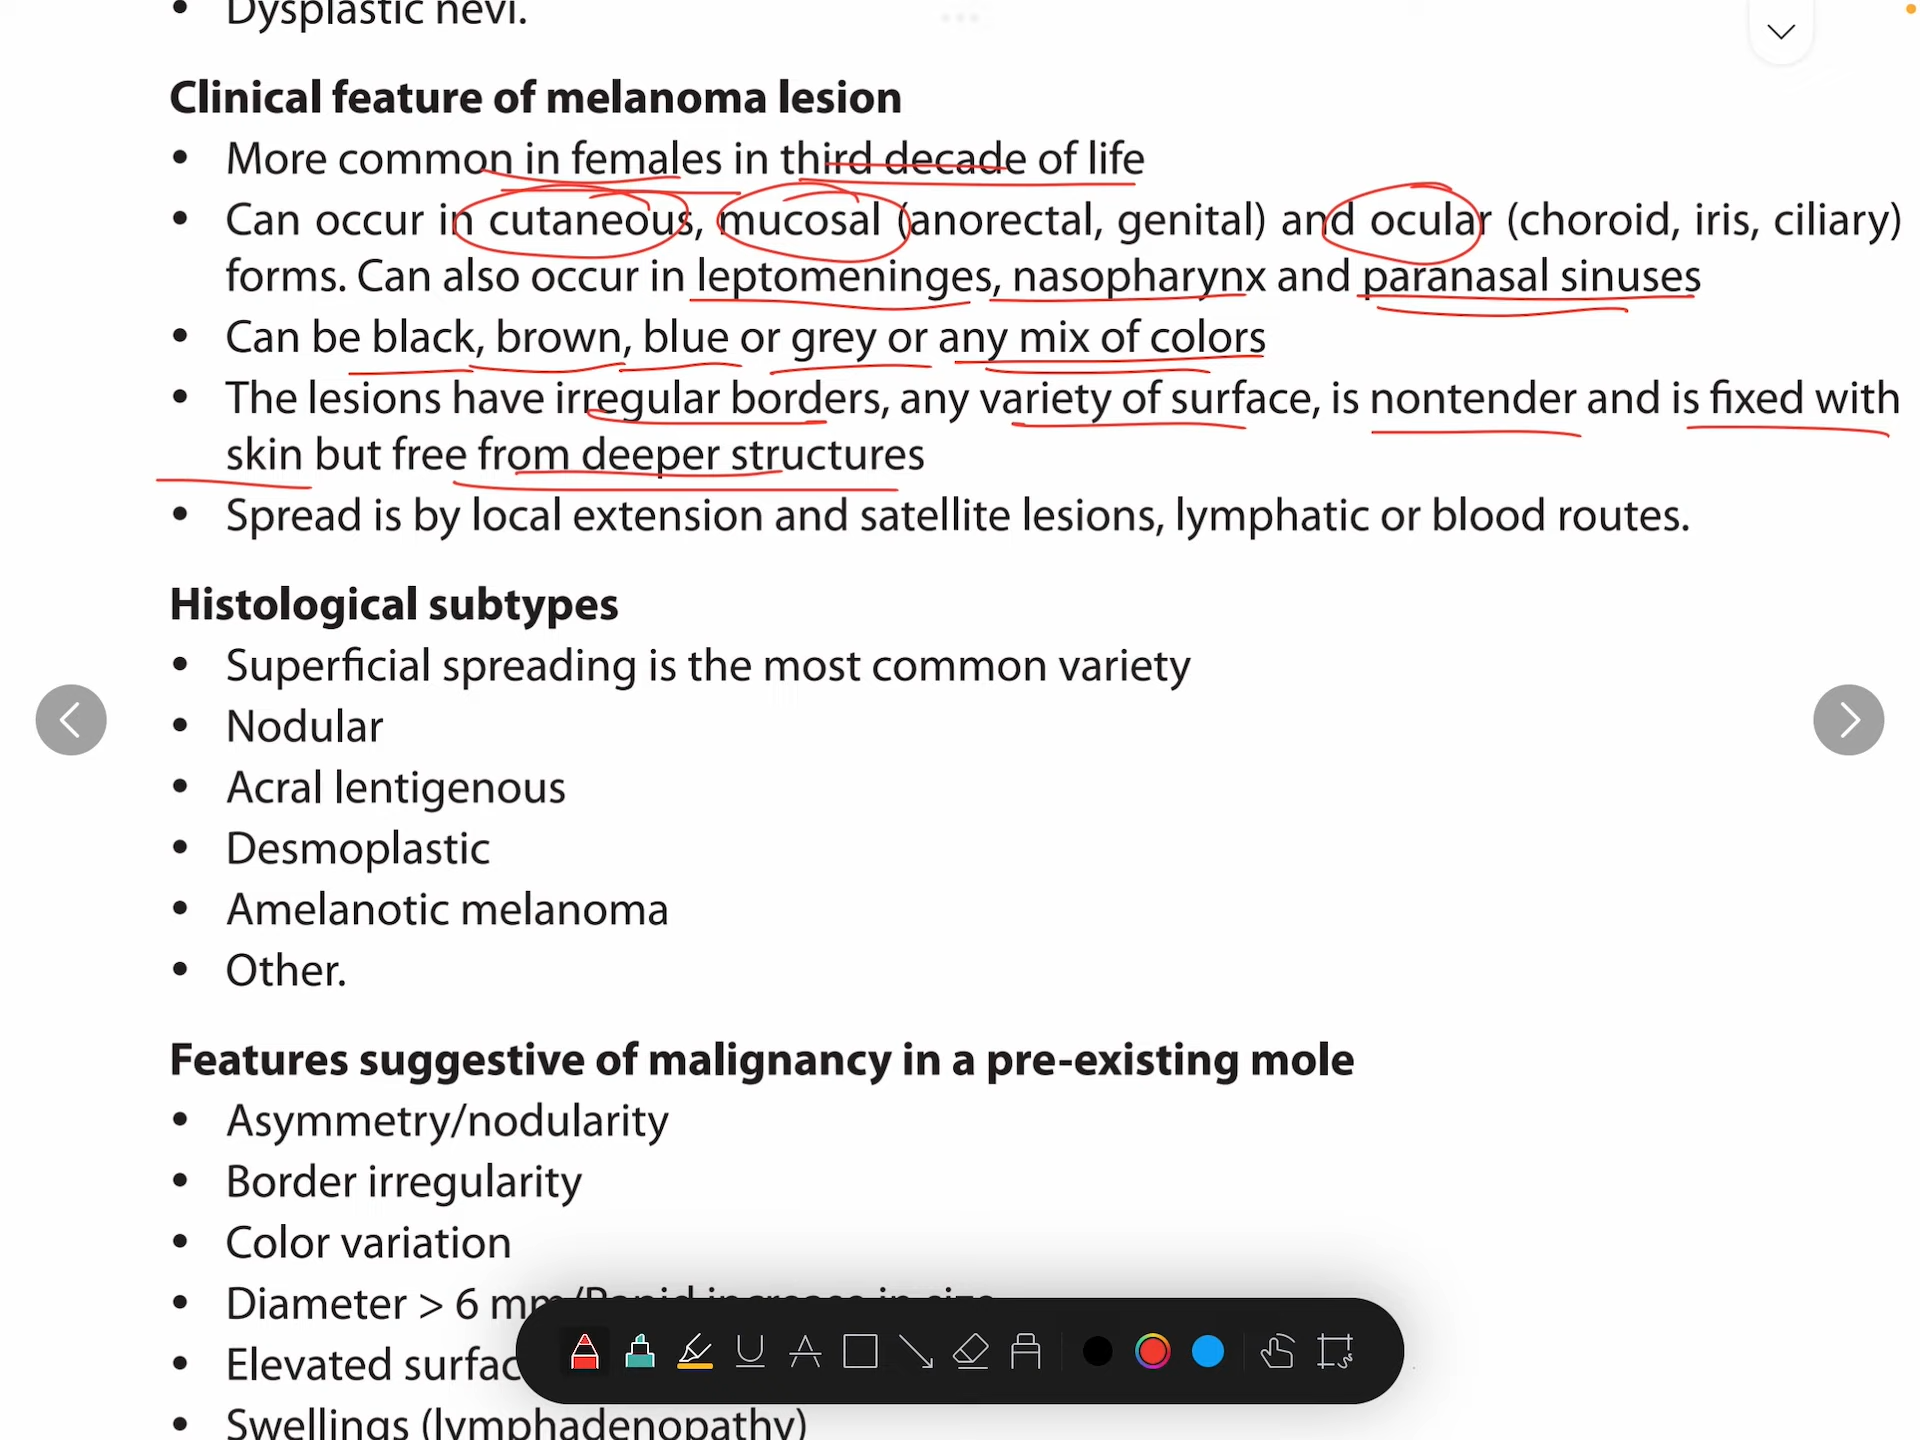 • Dysplastic nevi.
Clinical feature of melanoma lesion
• More common in females in third decade of life
• Can occur in cutaneous, mucosal (anorectal, genital) and ocular (choroid, iris, ciliary)
forms. Can also occur in leptomeninges, nasopharynx and paranasal sinuses
• Can be black, brown, blue or grey or any mix of colors
• The lesions have irregular borders, any variety of surface, is nontender and is fixed with
skin but free from deeper structures
• Spread is by local extension and satellite lesions, lymphatic or blood routes.
Histological subtypes
• Superficial spreading is the most common variety
• Nodular
• Acral lentigenous
• Desmoplastic
• Amelanotic melanoma
• Other.
Features suggestive of malignancy in a pre-existing mole
• Asymmetry/nodularity
• Border irregularity
• Color variation
• Diameter > 6 mm/Rapid increase in size
• Elevated surfac
• Swellings (lymphadenopathy)